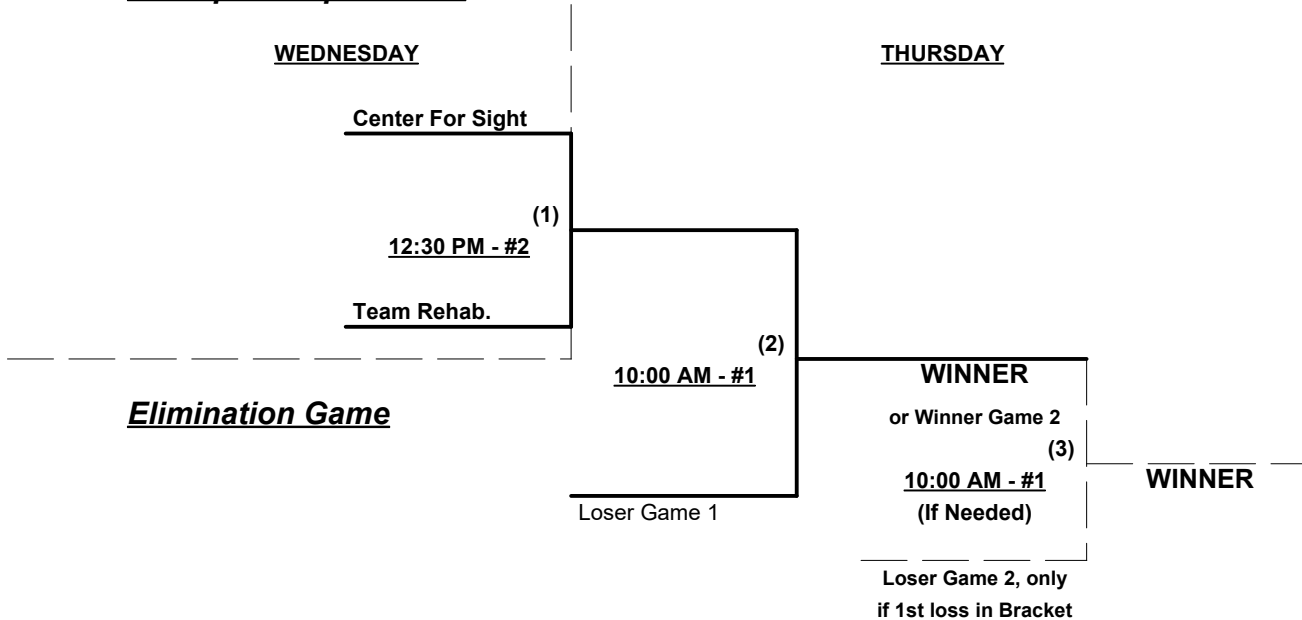 WEDNESDAY
THURSDAY
Center For Sight
(1)
12:30 PM - #2
Team Rehab.
(2)
10:00 AM - #1
WINNER
Elimination Game
or Winner Game 2
(3)
10:00 AM - #1
WINNER
Loser Game 1
(If Needed)
Loser Game 2, only
if 1st loss in Bracket